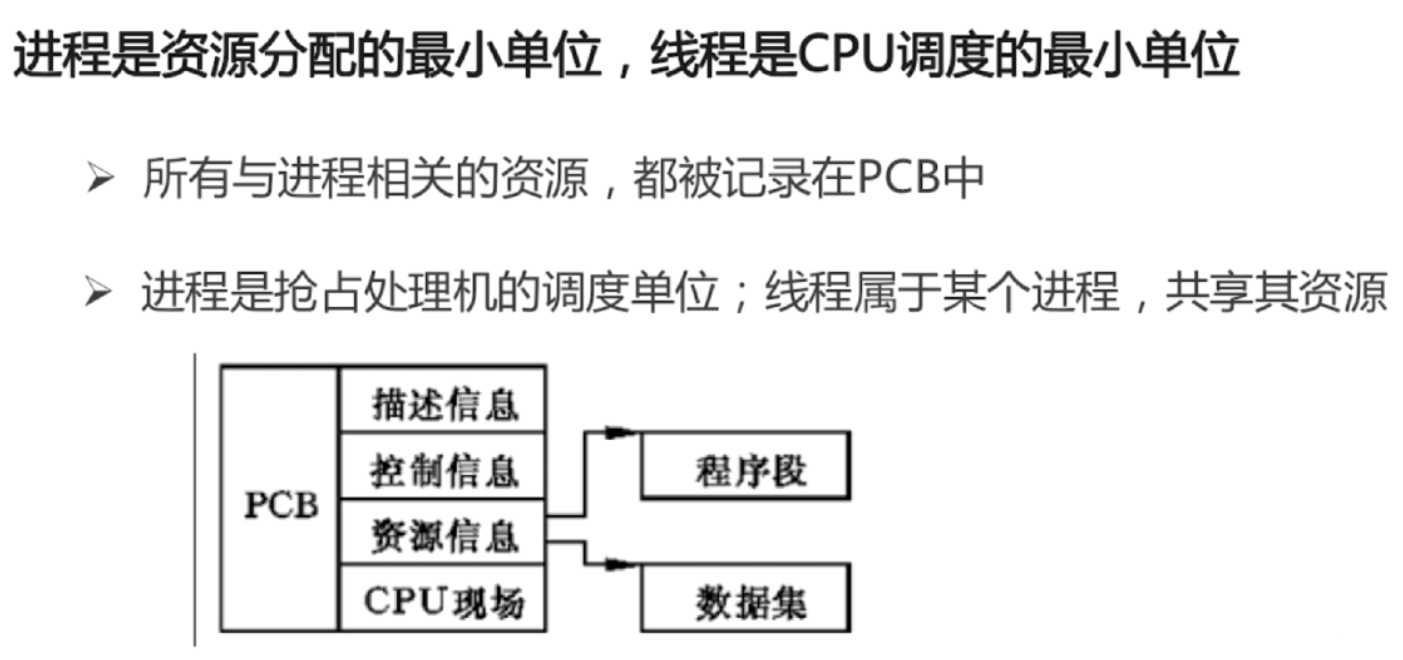 进程是资源分配的最小单位，线程是CPU调度的最小单位
所有与进程相关的资源，都被记录在PCB中
进程是抢占处理机的调度单位；线程属于某个进程，共享其资源
PCB
描述信息
控制信息
资源信息
CPU现场
程序段
数据集